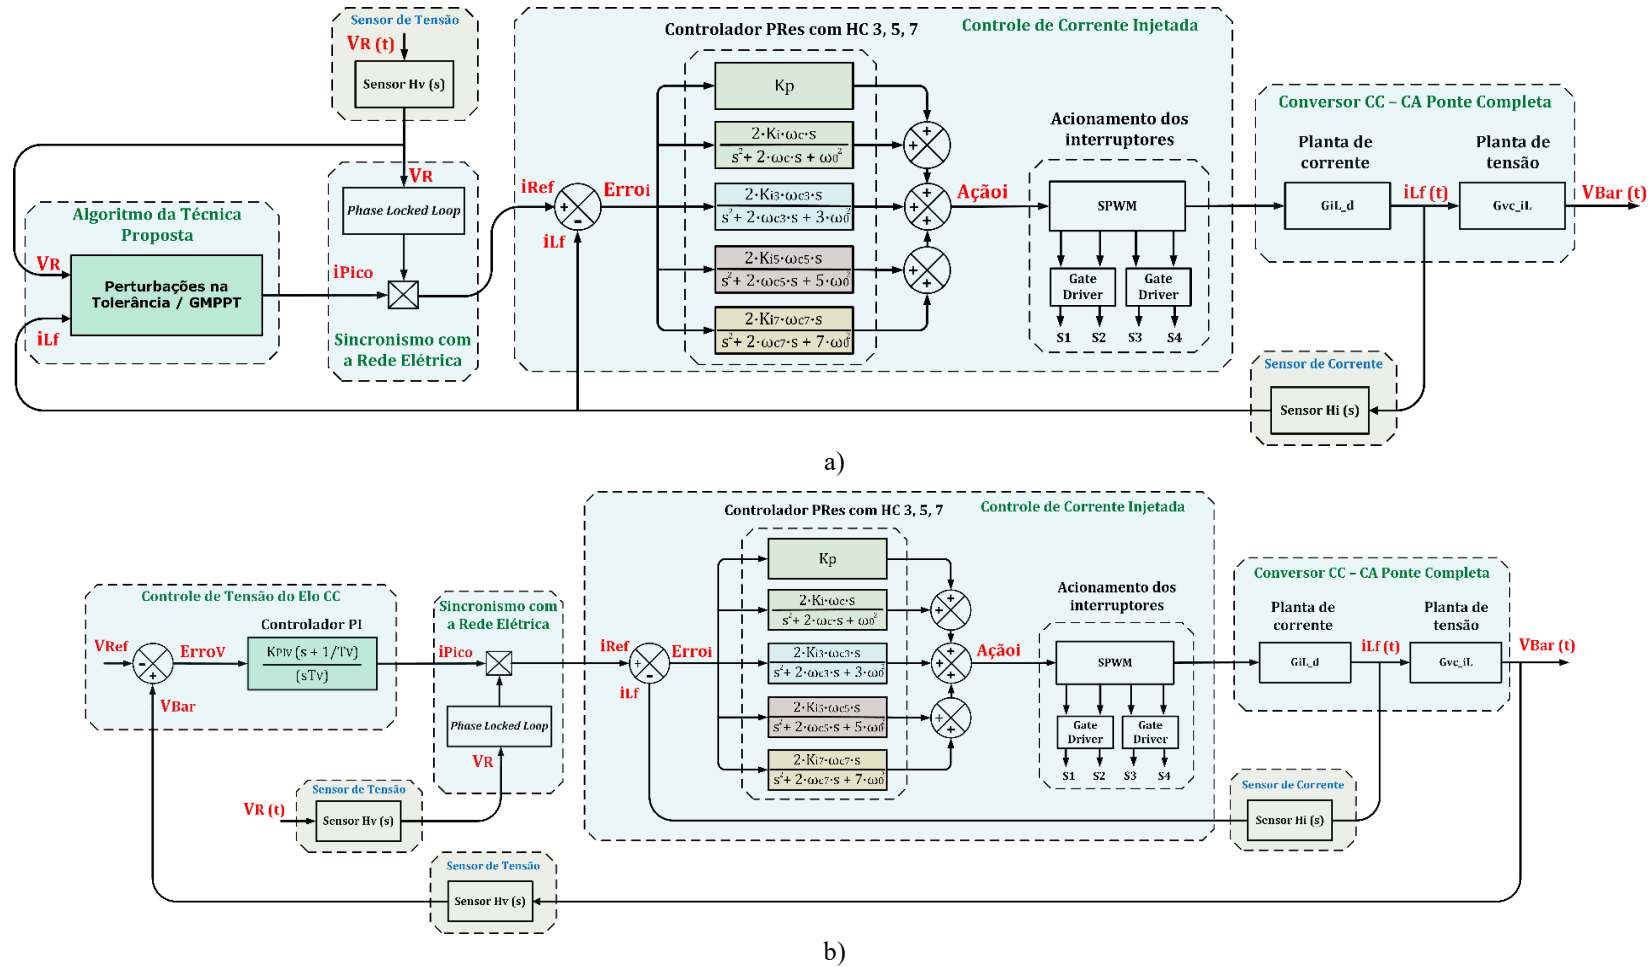 Sensor de Tensão
VR (t)
Sensor Hv (s)
Controlador PRes com HC 3, 5, 7
Controle de Corrente Injetada
Kp
2·Ki·ωc·s
s²+ 2·ωc·s + ω0²
2·Ki3·ωc3·s
s²+ 2·ωc3·s + 3·ω0²
2·Ki5·ωc5·s
s²+ 2·ωc5·s + 5·ω0²
2·Ki7·ωc7·s
s²+ 2·ωc7·s + 7·ω0²
VR
Phase Locked Loop
Algoritmo da Técnica
Proposta
VR
Perturbações na
Tolerância / GMPPT
iLf
iPico
Sincronismo com
a Rede Elétrica
iRef
+
-
iLf
Erroi
+
+
+
+
+
+
+
Açãoi
Acionamento dos
interruptores
SPWM
Gate
Driver
Gate
Driver
S1 S2 S3 S4
Conversor CC – CA Ponte Completa
Planta de
corrente
Planta de
tensão
GiL_d
iLf (t)
Gvc_iL
VBar (t)
Sensor de Corrente
Sensor Hi (s)
a)
Controlador PRes com HC 3, 5, 7
Controle de Corrente Injetada
Kp
2·Ki·ωc·s
s²+ 2·ωc·s + ω0²
2·Ki3·ωc3·s
s²+ 2·ωc3·s + 3·ω0²
2·Ki5·ωc5·s
s²+ 2·ωc5·s + 5·ω0²
2·Ki7·ωc7·s
s²+ 2·ωc7·s + 7·ω0²
Controle de Tensão do Elo CC
Controlador PI
VRef
-
+
ErroV
KPIV (s + 1/Tv)
(sTv)
VBar
iPico
Sincronismo com
a Rede Elétrica
Phase Locked Loop
VR
iRef
+
-
iLf
Erroi
+
+
+
+
+
+
+
Açãoi
Acionamento dos
interruptores
SPWM
Gate
Driver
Gate
Driver
S1 S2 S3 S4
Conversor CC – CA Ponte Completa
Planta de
corrente
Planta de
tensão
GiL_d
iLf (t)
Gvc_iL
VBar (t)
Sensor de Tensão
VR (t)
Sensor Hv (s)
Sensor de Corrente
Sensor Hi (s)
Sensor de Tensão
Sensor Hv (s)
b)